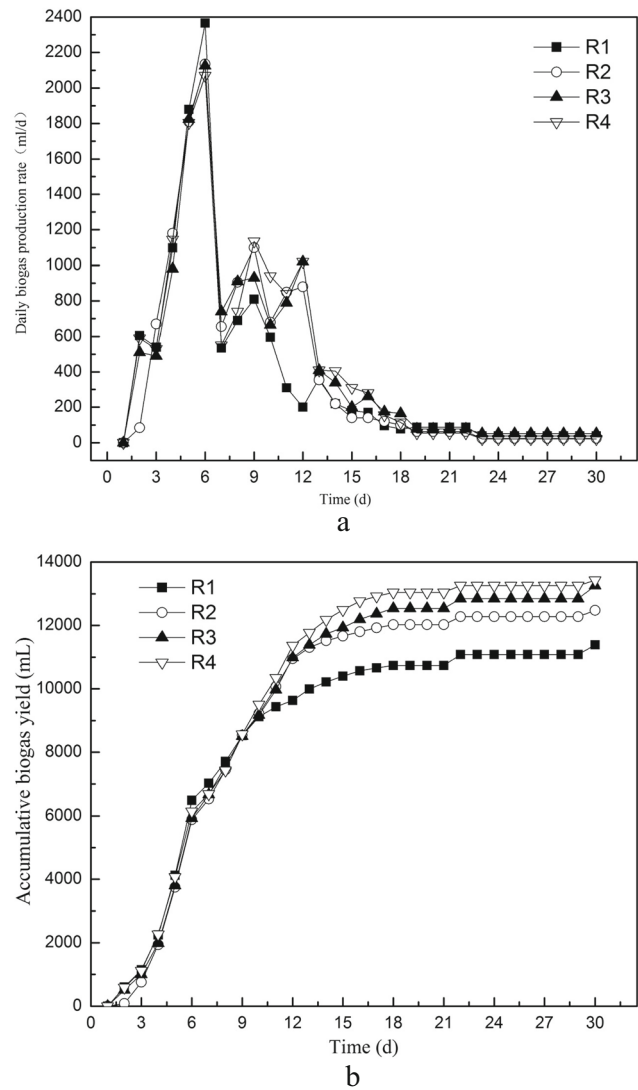 2400
2200
2000
1800
1600
1400
1200
1000
800
600
400
200
0
Daily biogas production rate（ml/d）
R1
R2
R3
R4
0 3 6 9 12 15 18 21 24 27 30
Time (d)
a
14000
12000
10000
8000
6000
4000
2000
0
Accumulative biogas yield (mL)
R1
R2
R3
R4
0 3 6 9 12 15 18 21 24 27 30
Time (d)
b